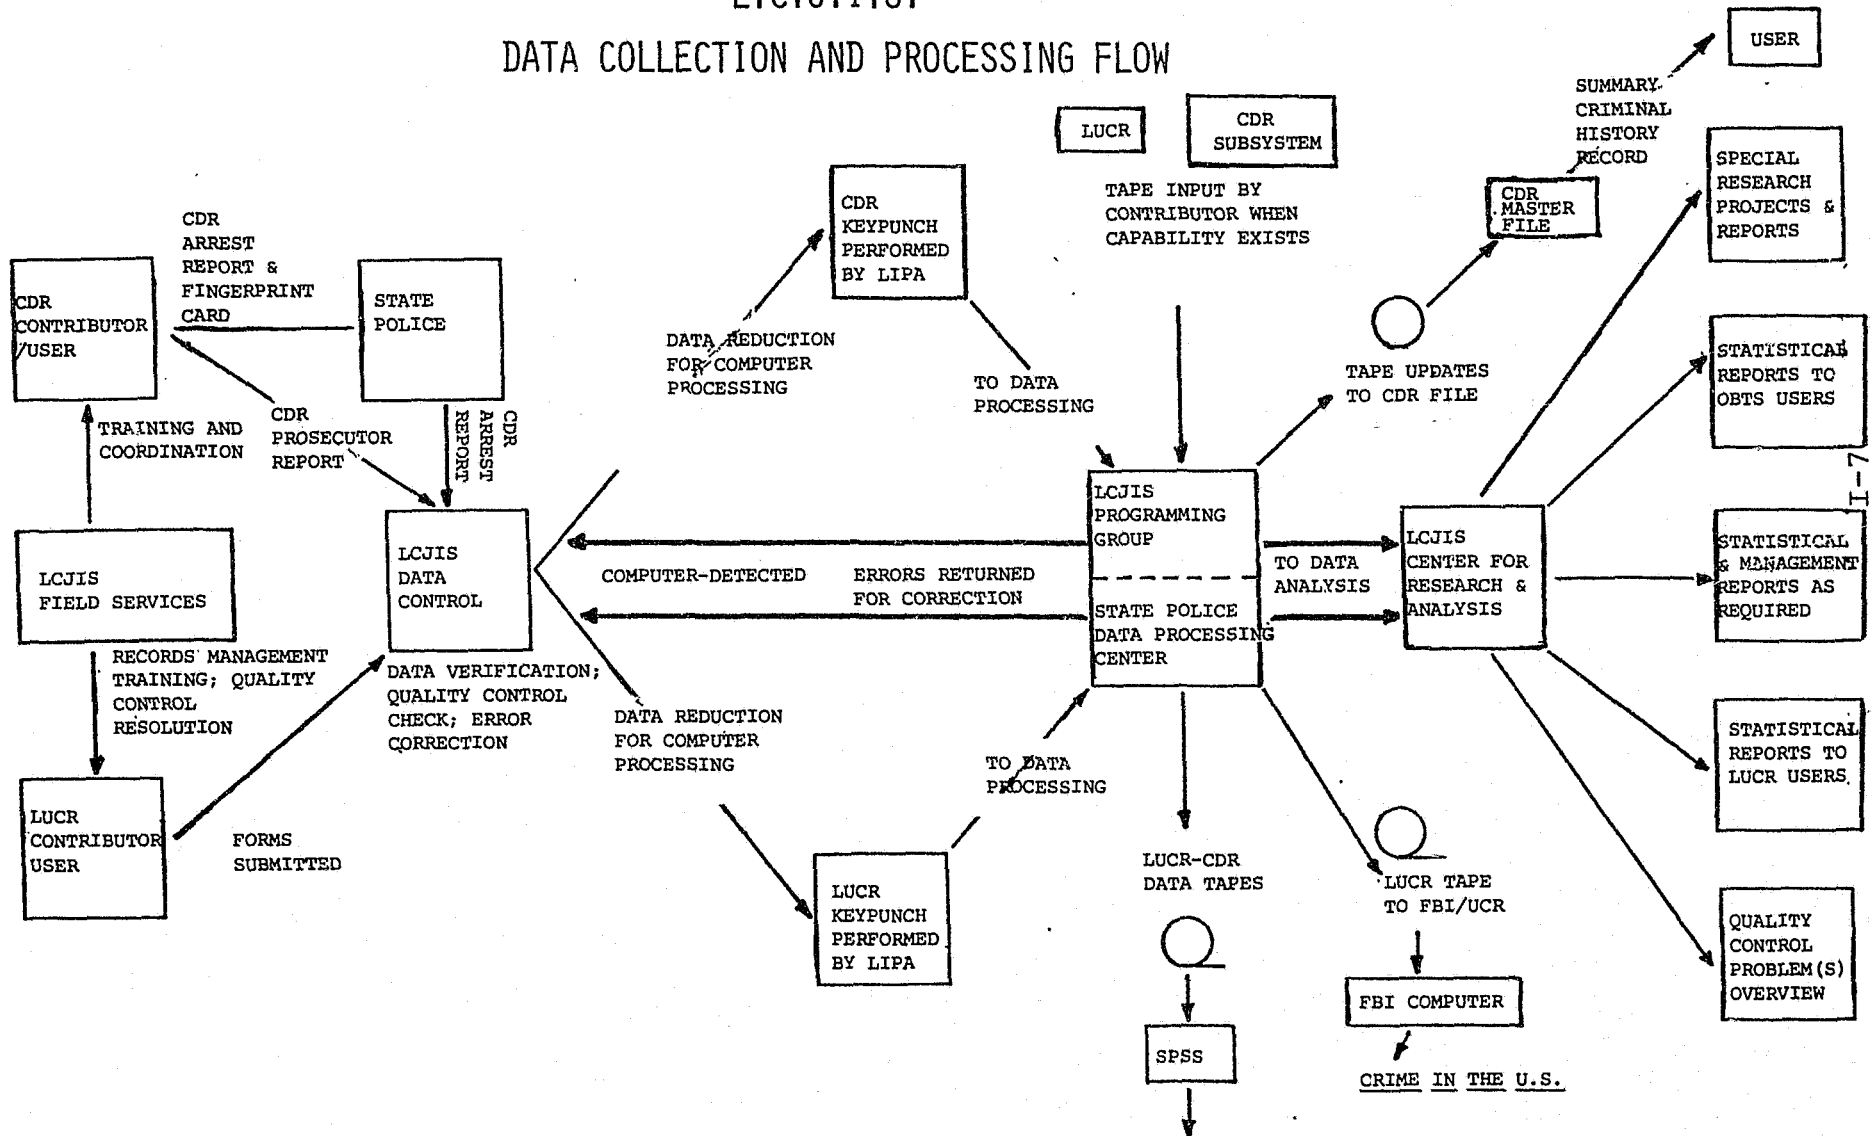 DATA COLLECTION AND PROCESSING FLOW
USER
SUMMARY
CRIMINAL
HISTORY
RECORD
LUCR
CDR
SUBSYSTEM
TAPE INPUT BY
CONTRIBUTOR WHEN
CAPABILITY EXISTS
CDR
MASTER
FILE
SPECIAL
RESEARCH
PROJECTS &
REPORTS
CDR
KEYPUNCH
PERFORMED
BY LIPA
CDR
ARREST
REPORT &
FINGERPRINT
CARD
CDR
CONTRIBUTOR
/USER
STATE
POLICE
DATA REDUCTION
FOR COMPUTER
PROCESSING
TO DATA
PROCESSING
TAPE UPDATES
TO CDR FILE
STATISTICAL
REPORTS TO
OBTS USERS
TRAINING AND
COORDINATION
CDR
PROSECUTOR
REPORT
CDR
ARREST
REPORT
I-7
LCJIS
FIELD SERVICES
LCJIS
DATA
CONTROL
COMPUTER-DETECTED
ERRORS RETURNED
FOR CORRECTION
LCJIS
PROGRAMMING
GROUP
STATE POLICE
DATA PROCESSING
CENTER
TO DATA
ANALYSIS
LCJIS
CENTER FOR
RESEARCH &
ANALYSIS
STATISTICAL
& MANAGEMENT
REPORTS AS
REQUIRED
RECORDS MANAGEMENT
TRAINING; QUALITY
CONTROL
RESOLUTION
DATA VERIFICATION;
QUALITY CONTROL
CHECK; ERROR
CORRECTION
DATA REDUCTION
FOR COMPUTER
PROCESSING
TO DATA
PROCESSING
STATISTICAL
REPORTS TO
LUCR USERS
LUCR
CONTRIBUTOR
USER
FORMS
SUBMITTED
LUCR
KEYPUNCH
PERFORMED
BY LIPA
LUCR-CDR
DATA TAPES
LUCR TAPE
TO FBI/UCR
QUALITY
CONTROL
PROBLEM(S)
OVERVIEW
FBI COMPUTER
SPSS
CRIME IN THE U.S.